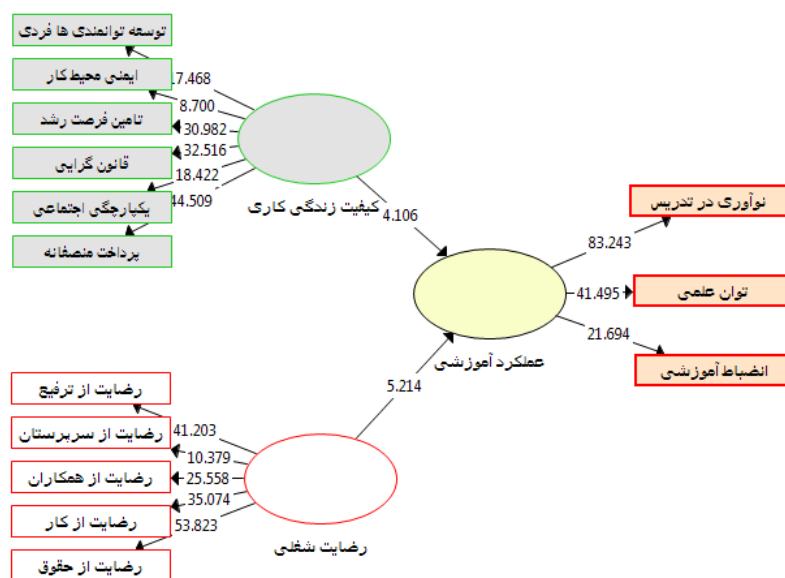 توسعه توانمندی ها فردی
ایمنی محیط کار
تامین فرصت رشد
قانون گرایی
یکپارچگی اجتماعی
پرداخت منصفانه
17.468
8.700
30.982
32.516
18.422
44.509
کیفیت زندگی کاری
4.106
نوآوری در تدریس
توان علمی
انضباط آموزشی
83.243
41.495
21.694
عملکرد آموزشی
5.214
رضایت از ترفیع
رضایت از سرپرستان
رضایت از همکاران
رضایت از کار
رضایت از حقوق
41.203
10.379
25.558
35.074
53.823
رضایت شغلی